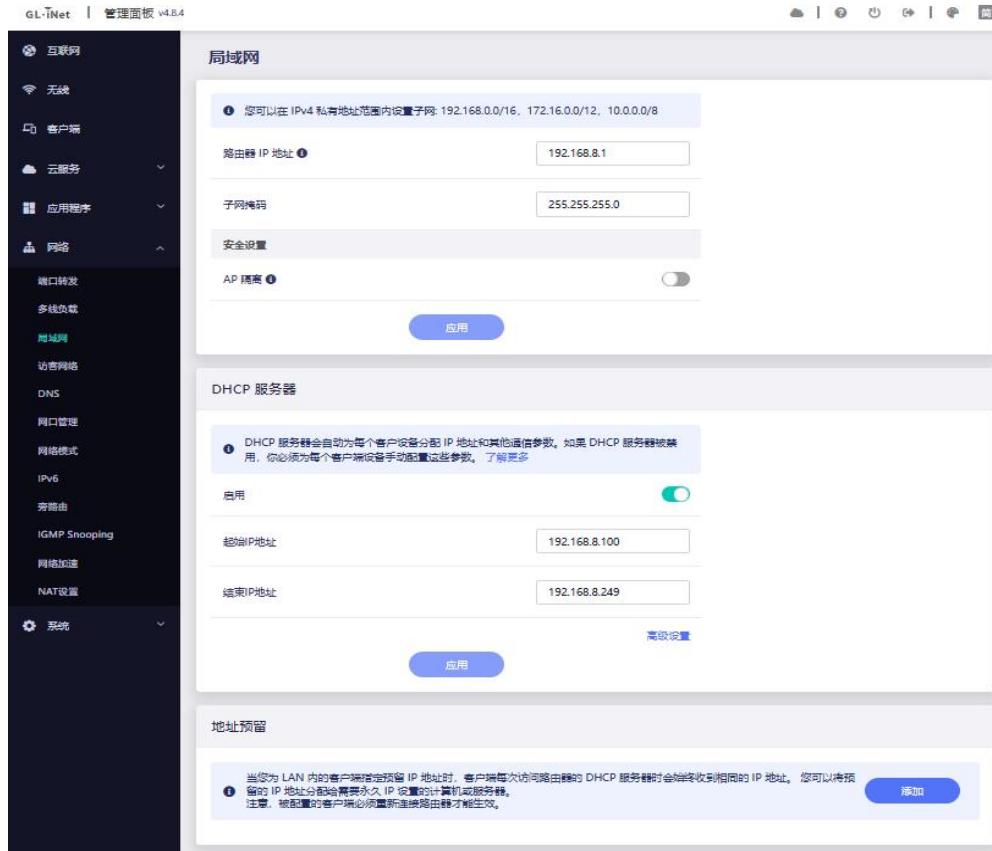 GL·iNet | 管理面板 v4.8.4
简
互联网
无线
客户端
云服务
应用程序
网络
端口转发
多线负载
局域网
访客网络
DNS
网口管理
网络模式
IPv6
旁路由
IGMP Snooping
网络加速
NAT设置
系统
局域网
您可以在 IPv4 私有地址范围内设置子网: 192.168.0.0/16，172.16.0.0/12，10.0.0.0/8
路由器 IP 地址
192.168.8.1
子网掩码
255.255.255.0
安全设置
AP 隔离
应用
DHCP 服务器
DHCP 服务器会自动为每个客户设备分配 IP 地址和其他通信参数。如果 DHCP 服务器被禁
用，你必须为每个客户端设备手动配置这些参数。 了解更多
启用
起始IP地址
192.168.8.100
结束IP地址
192.168.8.249
高级设置
应用
地址预留
当您为 LAN 内的客户端指定预留 IP 地址时，客户端每次访问路由器的 DHCP 服务器时会始终收到相同的 IP 地址。 您可以将预
留的 IP 地址分配给需要永久 IP 设置的计算机或服务器。
注意，被配置的客户端必须重新连接路由器才能生效。
添加